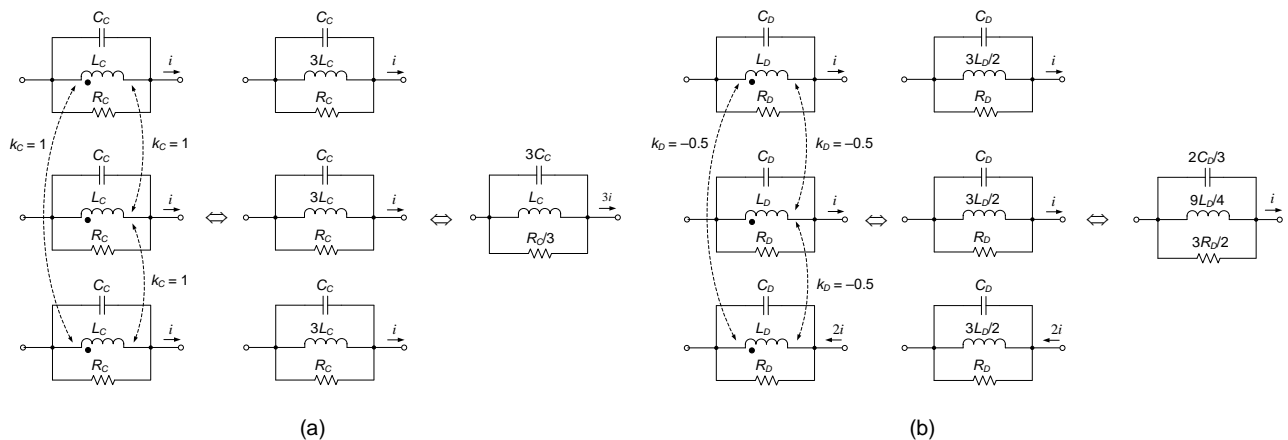 C_C
L_C
R_C
i
C_C
3L_C
R_C
i
k_C = 1
k_C = 1
C_C
L_C
R_C
i
⇔
C_C
3L_C
R_C
i
⇔
3C_C
L_C
R_C/3
3i
k_C = 1
C_C
L_C
R_C
i
C_C
3L_C
R_C
i
(a)
C_D
L_D
R_D
i
C_D
3L_D/2
R_D
i
k_D = −0.5
k_D = −0.5
C_D
L_D
R_D
i
⇔
C_D
3L_D/2
R_D
i
⇔
2C_D/3
9L_D/4
3R_D/2
i
k_D = −0.5
C_D
L_D
R_D
2i
C_D
3L_D/2
R_D
2i
(b)